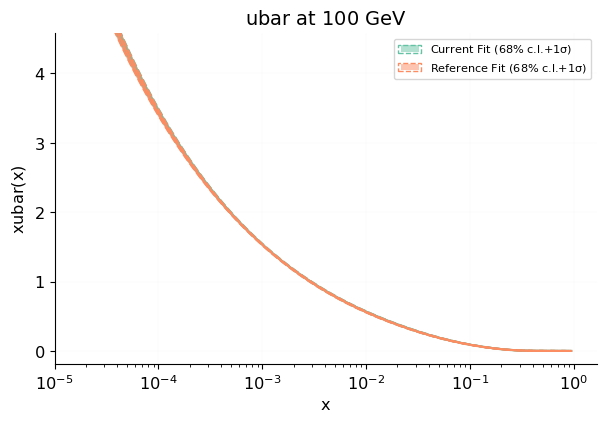 ubar at 100 GeV
Current Fit (68% c.l.+1σ)
Reference Fit (68% c.l.+1σ)
xubar(x)
4
3
2
1
0
10⁻⁵ 10⁻⁴ 10⁻³ 10⁻² 10⁻¹ 10⁰
x